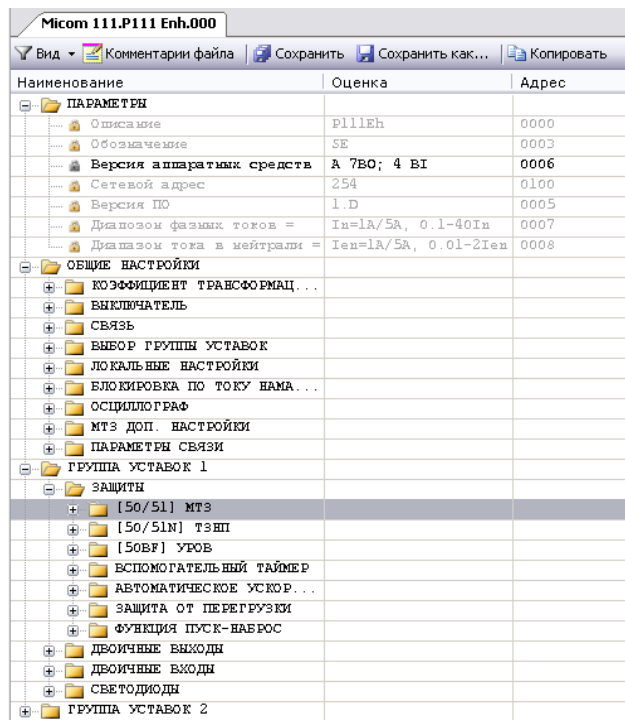 Micom 111.P111 Enh.000
Вид Комментарии файла Сохранить Сохранить как... Копировать
Наименование Оценка Адрес
ПАРАМЕТРЫ
Описание P111Eh 0000
Обозначение SE 0003
Версия аппаратных средств A 7BO; 4 BI 0006
Сетевой адрес 254 0100
Версия ПО 1.D 0005
Диапозон фазных токов = In=1A/5A, 0.1-40In 0007
Диапазон тока в нейтрали = Ien=1A/5A, 0.01-2Ien 0008
ОБЩИЕ НАСТРОЙКИ
КОЭФФИЦИЕНТ ТРАНСФОРМАЦ...
ВЫКЛЮЧАТЕЛЬ
СВЯЗЬ
ВЫБОР ГРУППЫ УСТАВОК
ЛОКАЛЬНЫЕ НАСТРОЙКИ
БЛОКИРОВКА ПО ТОКУ НАМА...
ОСЦИЛЛОГРАФ
МТЗ ДОП. НАСТРОЙКИ
ПАРАМЕТРЫ СВЯЗИ
ГРУППА УСТАВОК 1
ЗАЩИТЫ
[50/51] МТЗ
[50/51N] ТЗНП
[50BF] УРОВ
ВСПОМОГАТЕЛЬНЫЙ ТАЙМЕР
АВТОМАТИЧЕСКОЕ УСКОР...
ЗАЩИТА ОТ ПЕРЕГРУЗКИ
ФУНКЦИЯ ПУСК-НАБРОС
ДВОИЧНЫЕ ВЫХОДЫ
ДВОИЧНЫЕ ВХОДЫ
СВЕТОДИОДЫ
ГРУППА УСТАВОК 2